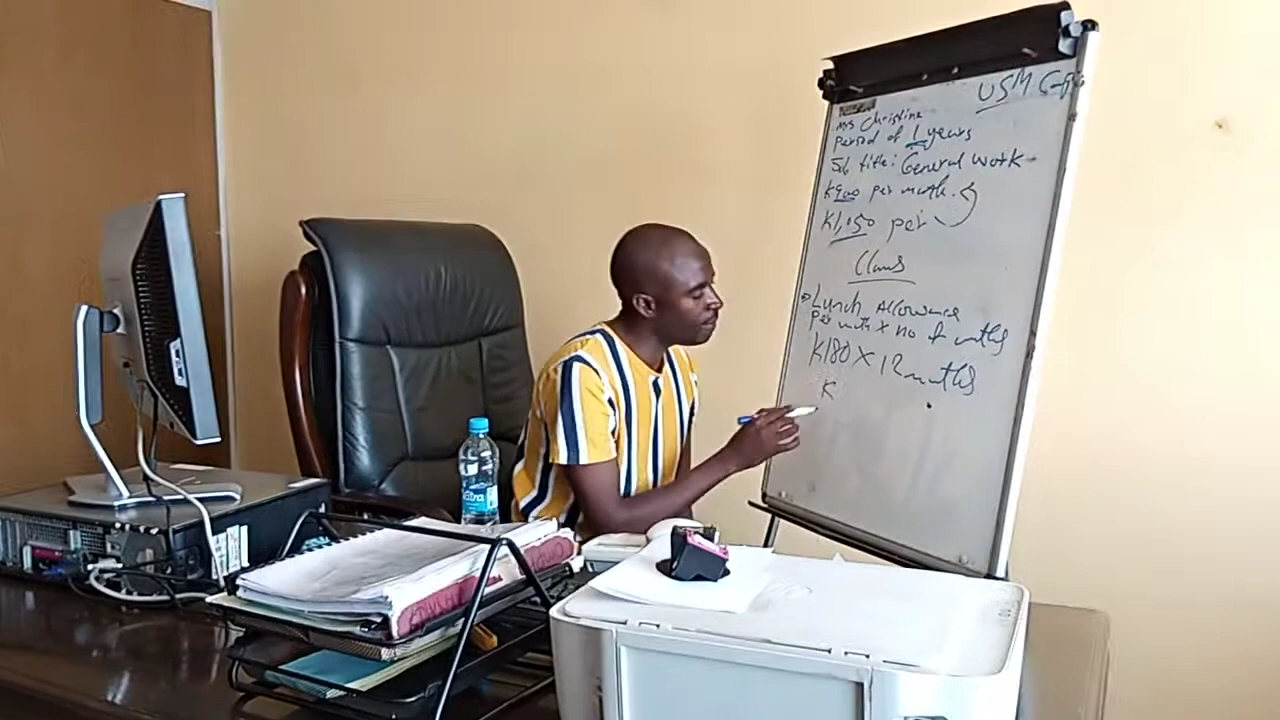 USM
Mrs Christine
Period of 1 years
Job title: General work
K900 per month.
K1,050 per
Claims
Lunch Allowance
Per month X no of months
K180 X 12 months
K